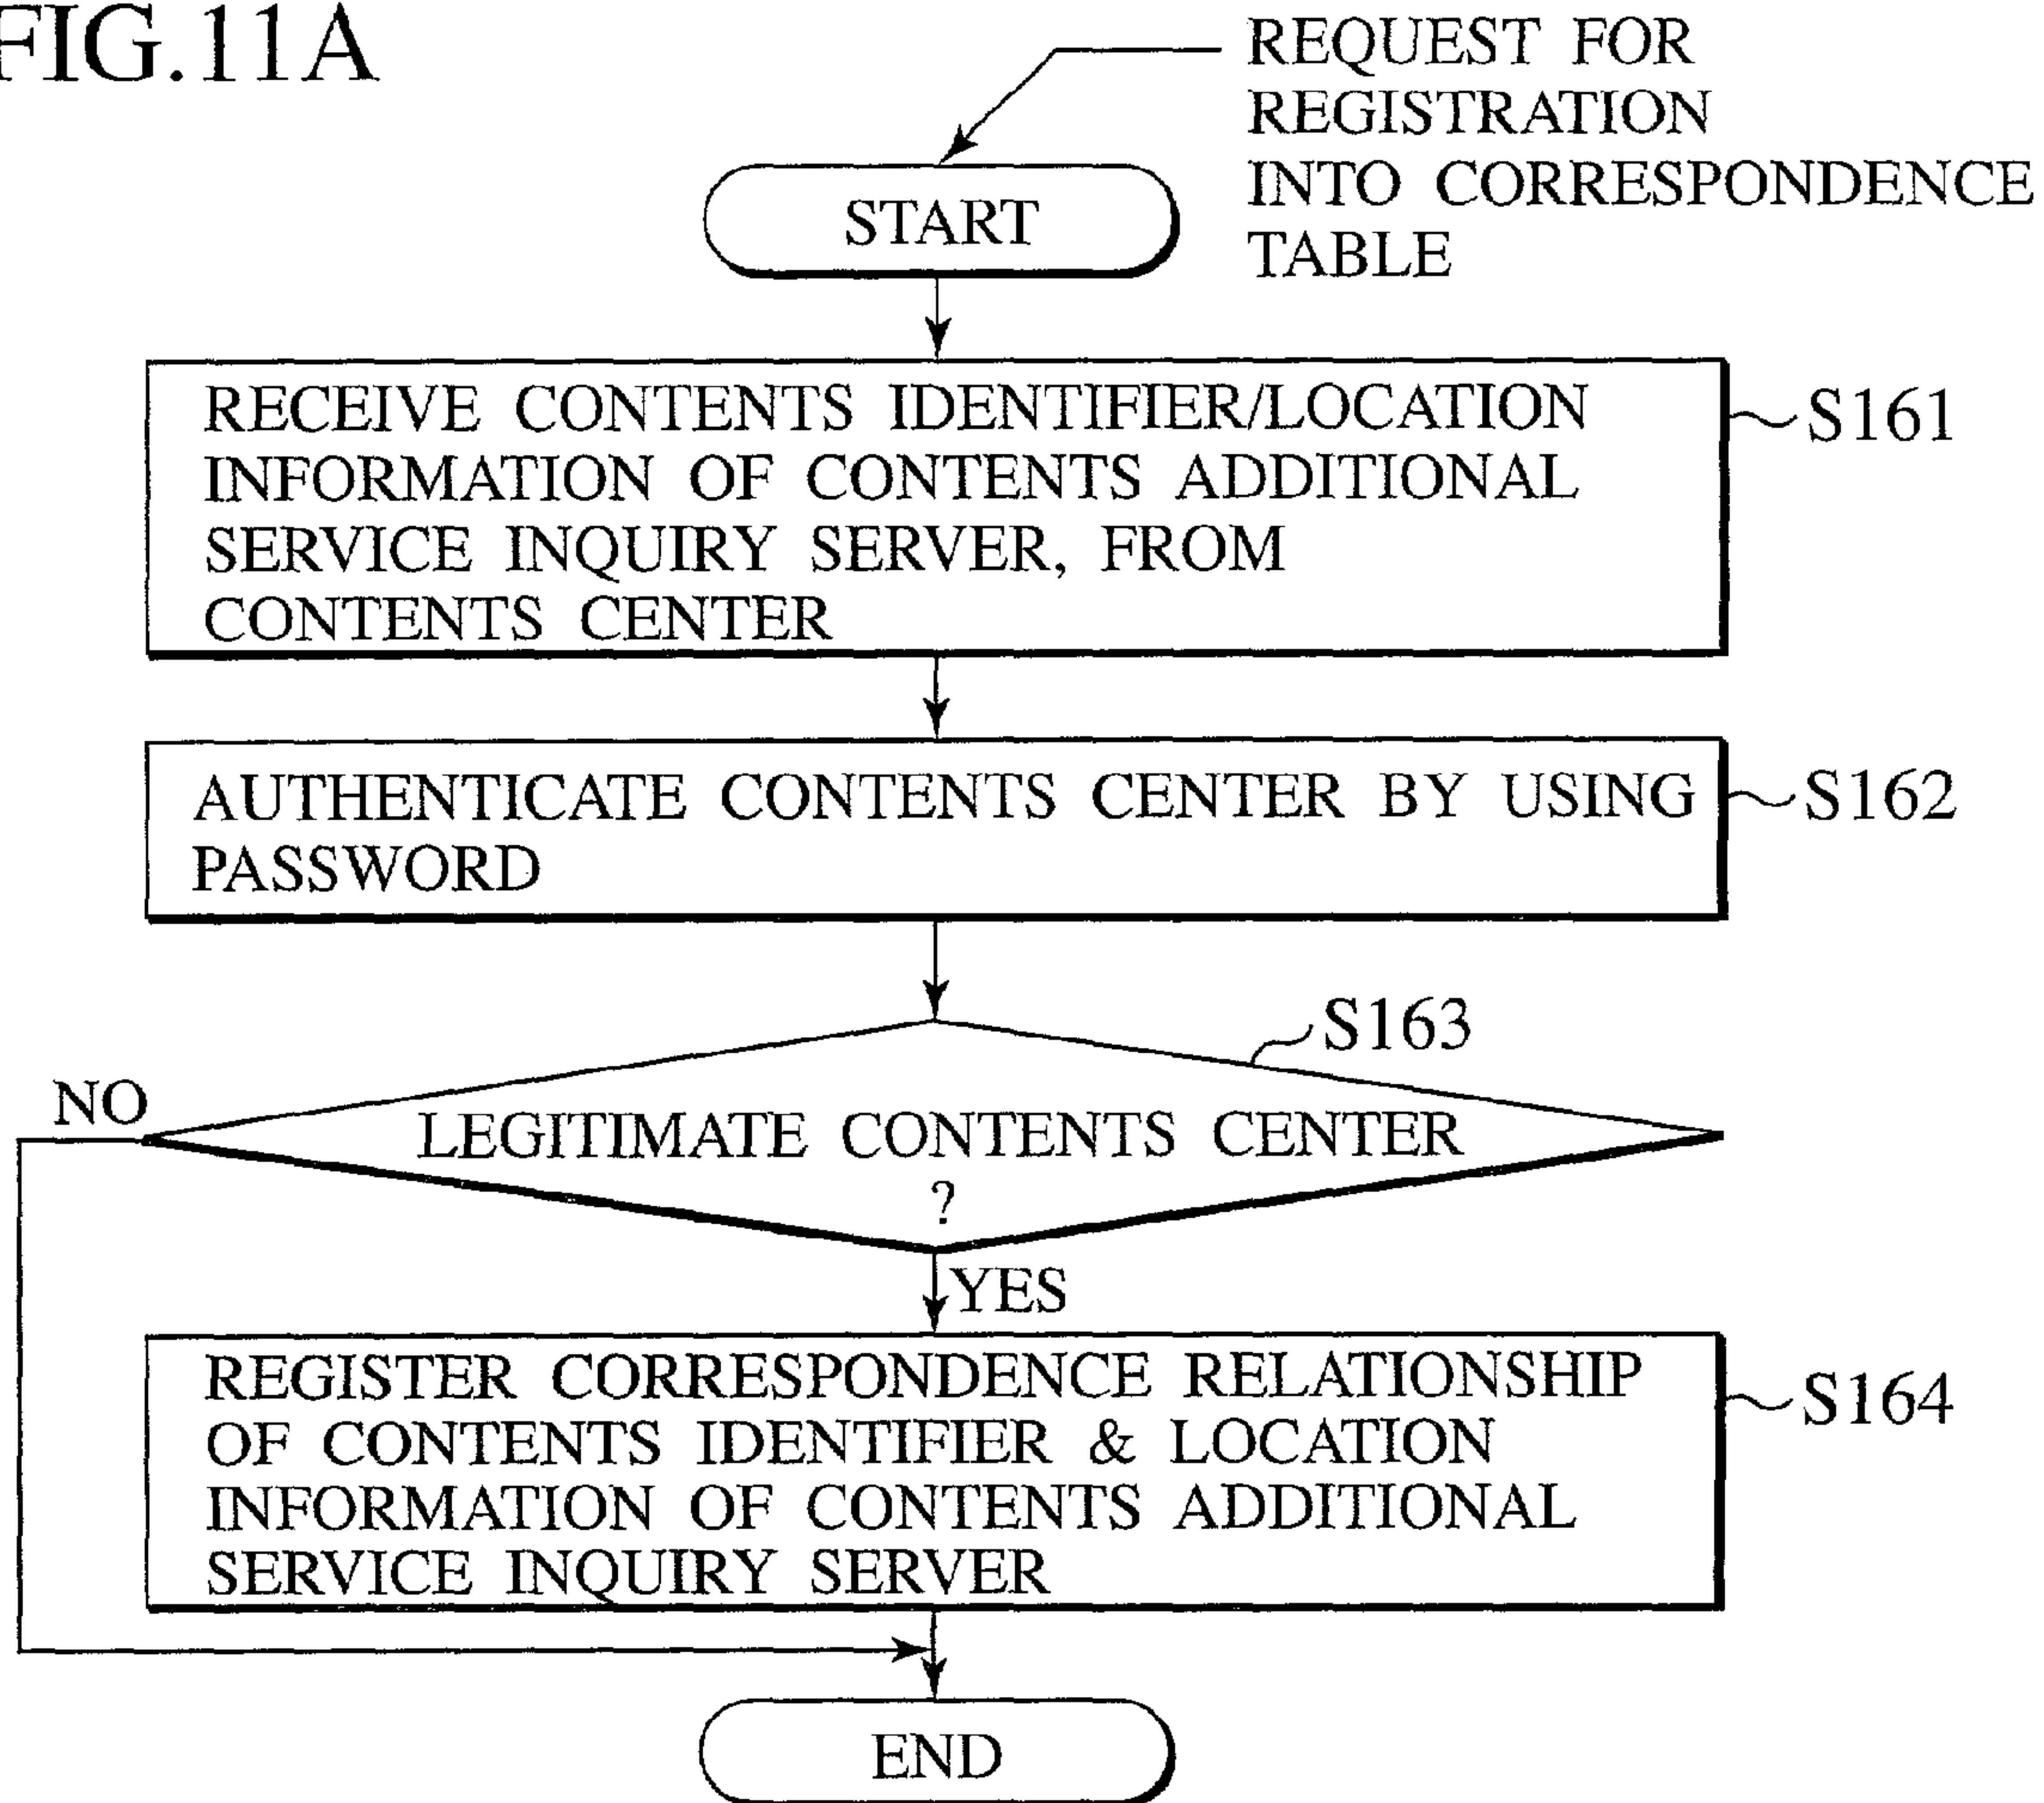 FIG.11A
REQUEST FOR
REGISTRATION
INTO CORRESPONDENCE
TABLE
START
RECEIVE CONTENTS IDENTIFIER/LOCATION
INFORMATION OF CONTENTS ADDITIONAL
SERVICE INQUIRY SERVER, FROM
CONTENTS CENTER
S161
AUTHENTICATE CONTENTS CENTER BY USING
PASSWORD
S162
S163
NO
LEGITIMATE CONTENTS CENTER
?
YES
REGISTER CORRESPONDENCE RELATIONSHIP
OF CONTENTS IDENTIFIER & LOCATION
INFORMATION OF CONTENTS ADDITIONAL
SERVICE INQUIRY SERVER
S164
END